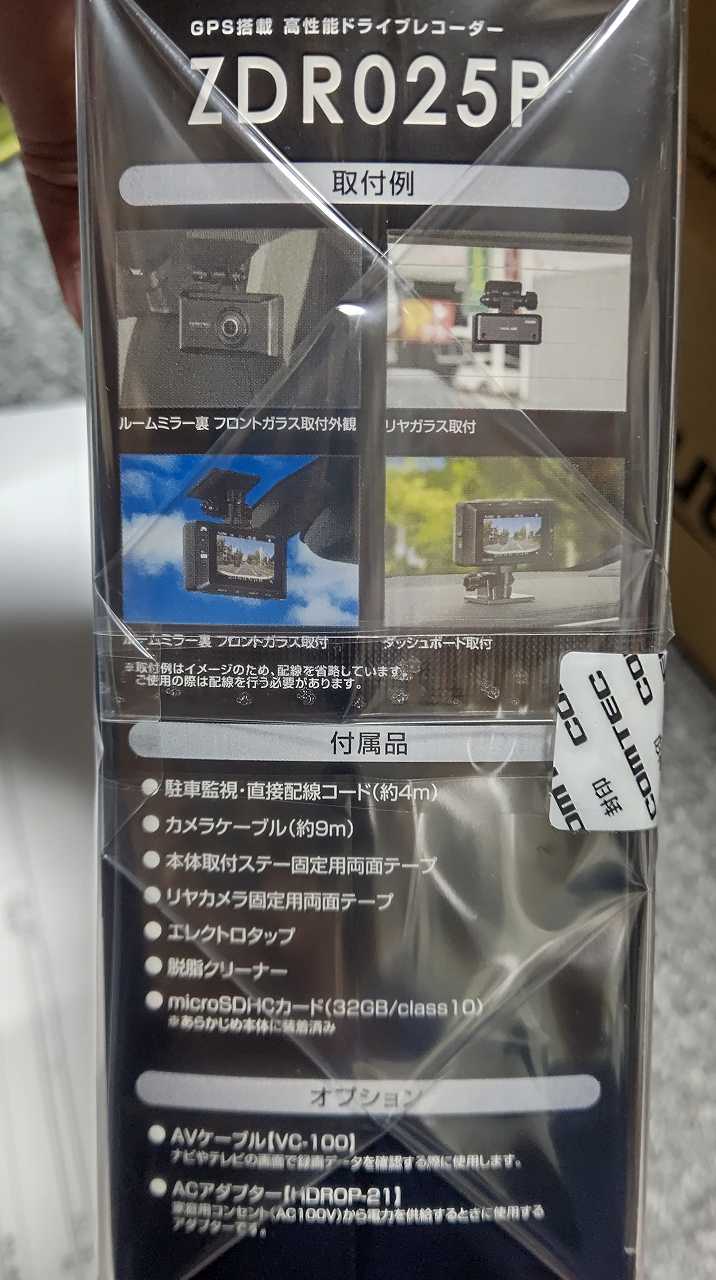 GPS搭載 高性能ドライブレコーダー
ZDR025P
取付例
ルームミラー裏 フロントガラス取付外観
リヤガラス取付
ルームミラー裏 フロントガラス取付
ダッシュボード取付
※取付例はイメージのため、配線を省略しています。
ご使用の際は配線を行う必要があります。
付属品
●駐車監視・直接配線コード(約4m)
●カメラケーブル(約9m)
●本体取付ステー固定用両面テープ
●リヤカメラ固定用両面テープ
●エレクトロタップ
●脱脂クリーナー
●microSDHCカード(32GB/class10)
※あらかじめ本体に装着済み
COMTEC
オプション
●AVケーブル【VC-100】
ナビやテレビの画面で録画データを確認する際に使用します。
●ACアダプター【HDROP-21】
家庭用コンセント(AC100V)から電力を供給するときに使用する
アダプターです。